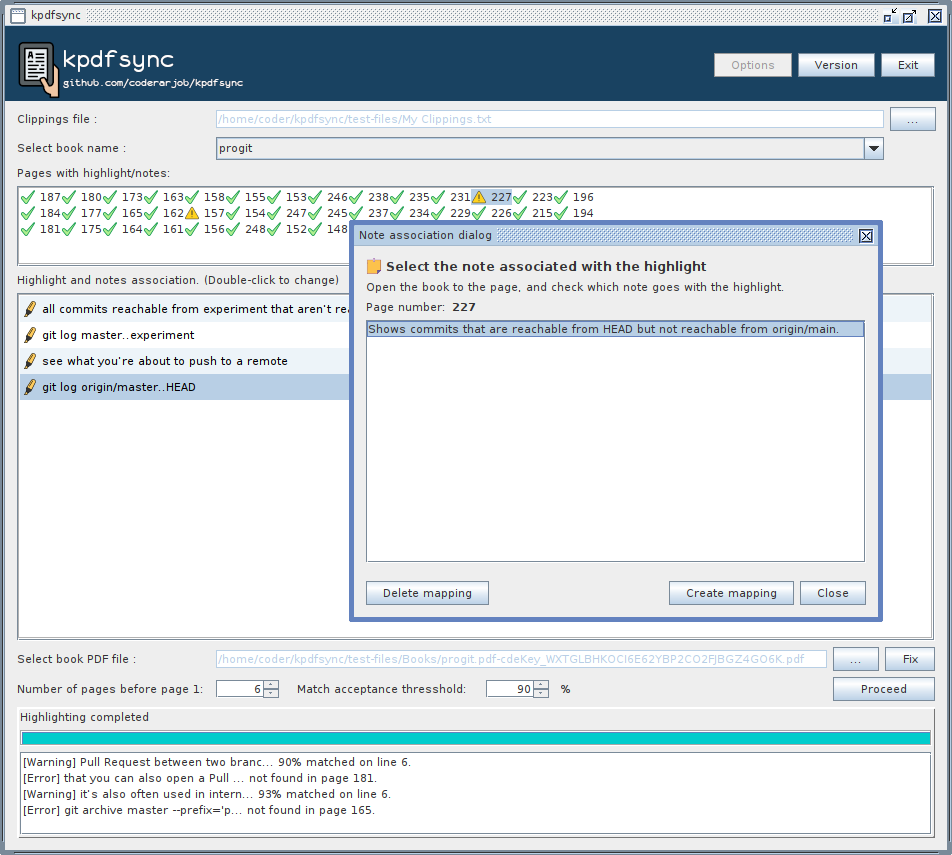 kpdfsync
kpdfsync
github.com/coderarjob/kpdfsync
Options Version Exit
Clippings file : /home/coder/kpdfsync/test-files/My Clippings.txt ...
Select book name : progit
Pages with highlight/notes:
187 180 173 163 158 155 153 246 238 235 231 227 223 196
184 177 165 162 157 154 247 245 237 234 229 226 215 194
181 175 164 161 156 248 152 148
Note association dialog
Select the note associated with the highlight
Open the book to the page, and check which note goes with the highlight.
Page number: 227
Shows commits that are reachable from HEAD but not reachable from origin/main.
Delete mapping Create mapping Close
Highlight and notes association. (Double-click to change)
all commits reachable from experiment that aren't rea
git log master..experiment
see what you're about to push to a remote
git log origin/master..HEAD
Select book PDF file : /home/coder/kpdfsync/test-files/Books/progit.pdf-cdeKey_WXTGLBHKOCI6E62YBP2CO2FJBGZ4GO6K.pdf ... Fix
Number of pages before page 1: 6 Match acceptance thresshold: 90 % Proceed
Highlighting completed
[Warning] Pull Request between two branc... 90% matched on line 6.
[Error] that you can also open a Pull ... not found in page 181.
[Warning] it's also often used in intern... 93% matched on line 6.
[Error] git archive master --prefix='p... not found in page 165.